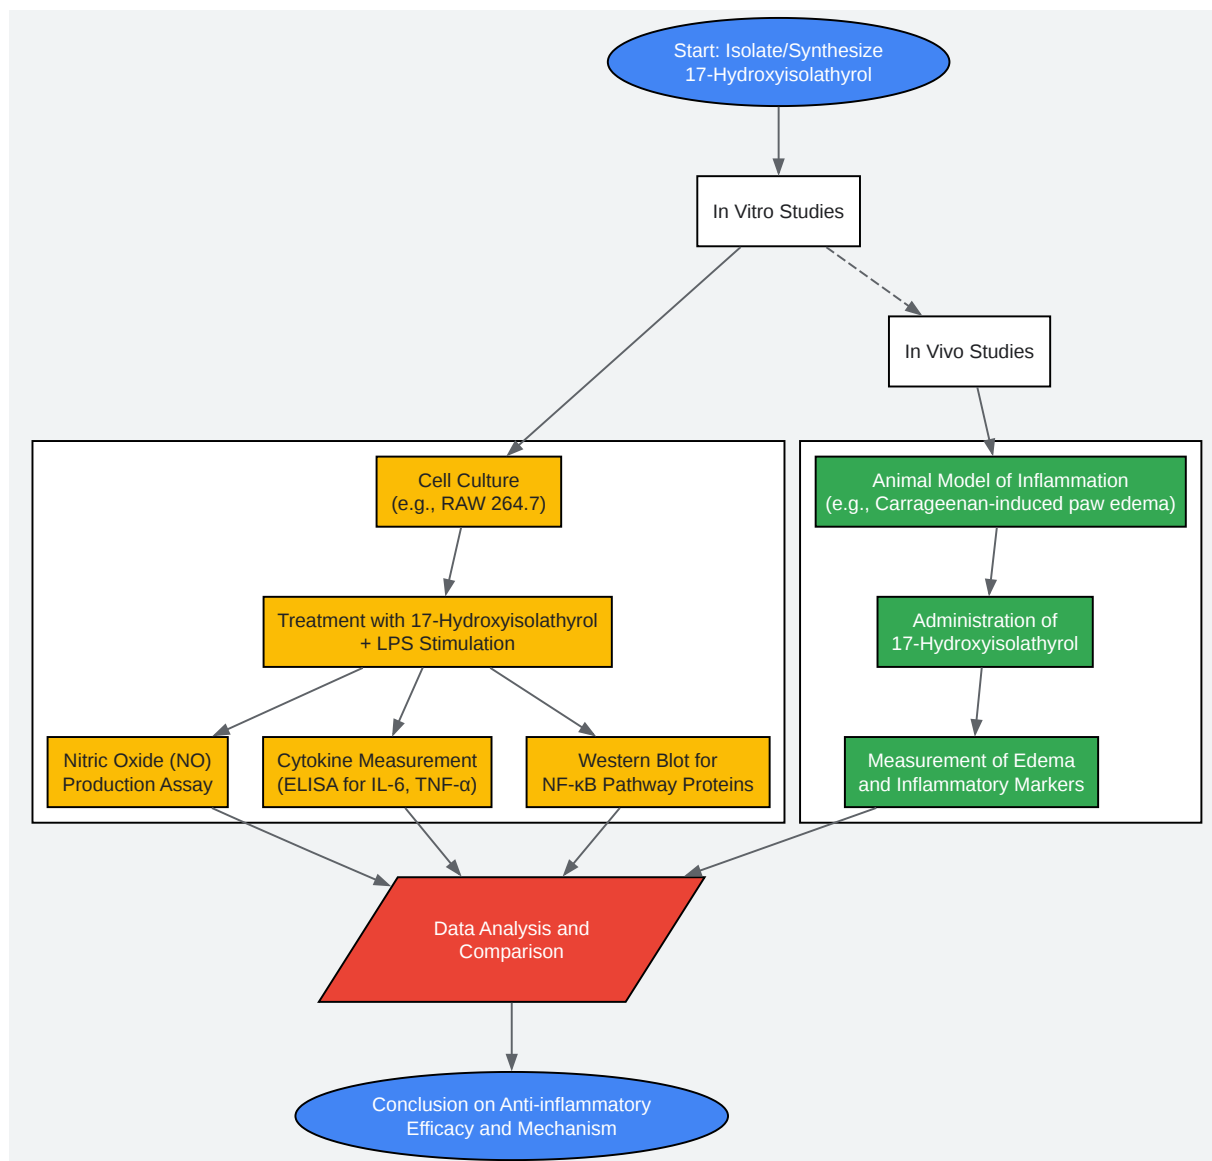 Start: Isolate/Synthesize
17-Hydroxyisolathyrol
In Vitro Studies
In Vivo Studies
Cell Culture
(e.g., RAW 264.7)
Treatment with 17-Hydroxyisolathyrol
+ LPS Stimulation
Nitric Oxide (NO)
Production Assay
Cytokine Measurement
(ELISA for IL-6, TNF-α)
Western Blot for
NF-κB Pathway Proteins
Animal Model of Inflammation
(e.g., Carrageenan-induced paw edema)
Administration of
17-Hydroxyisolathyrol
Measurement of Edema
and Inflammatory Markers
Data Analysis and
Comparison
Conclusion on Anti-inflammatory
Efficacy and Mechanism